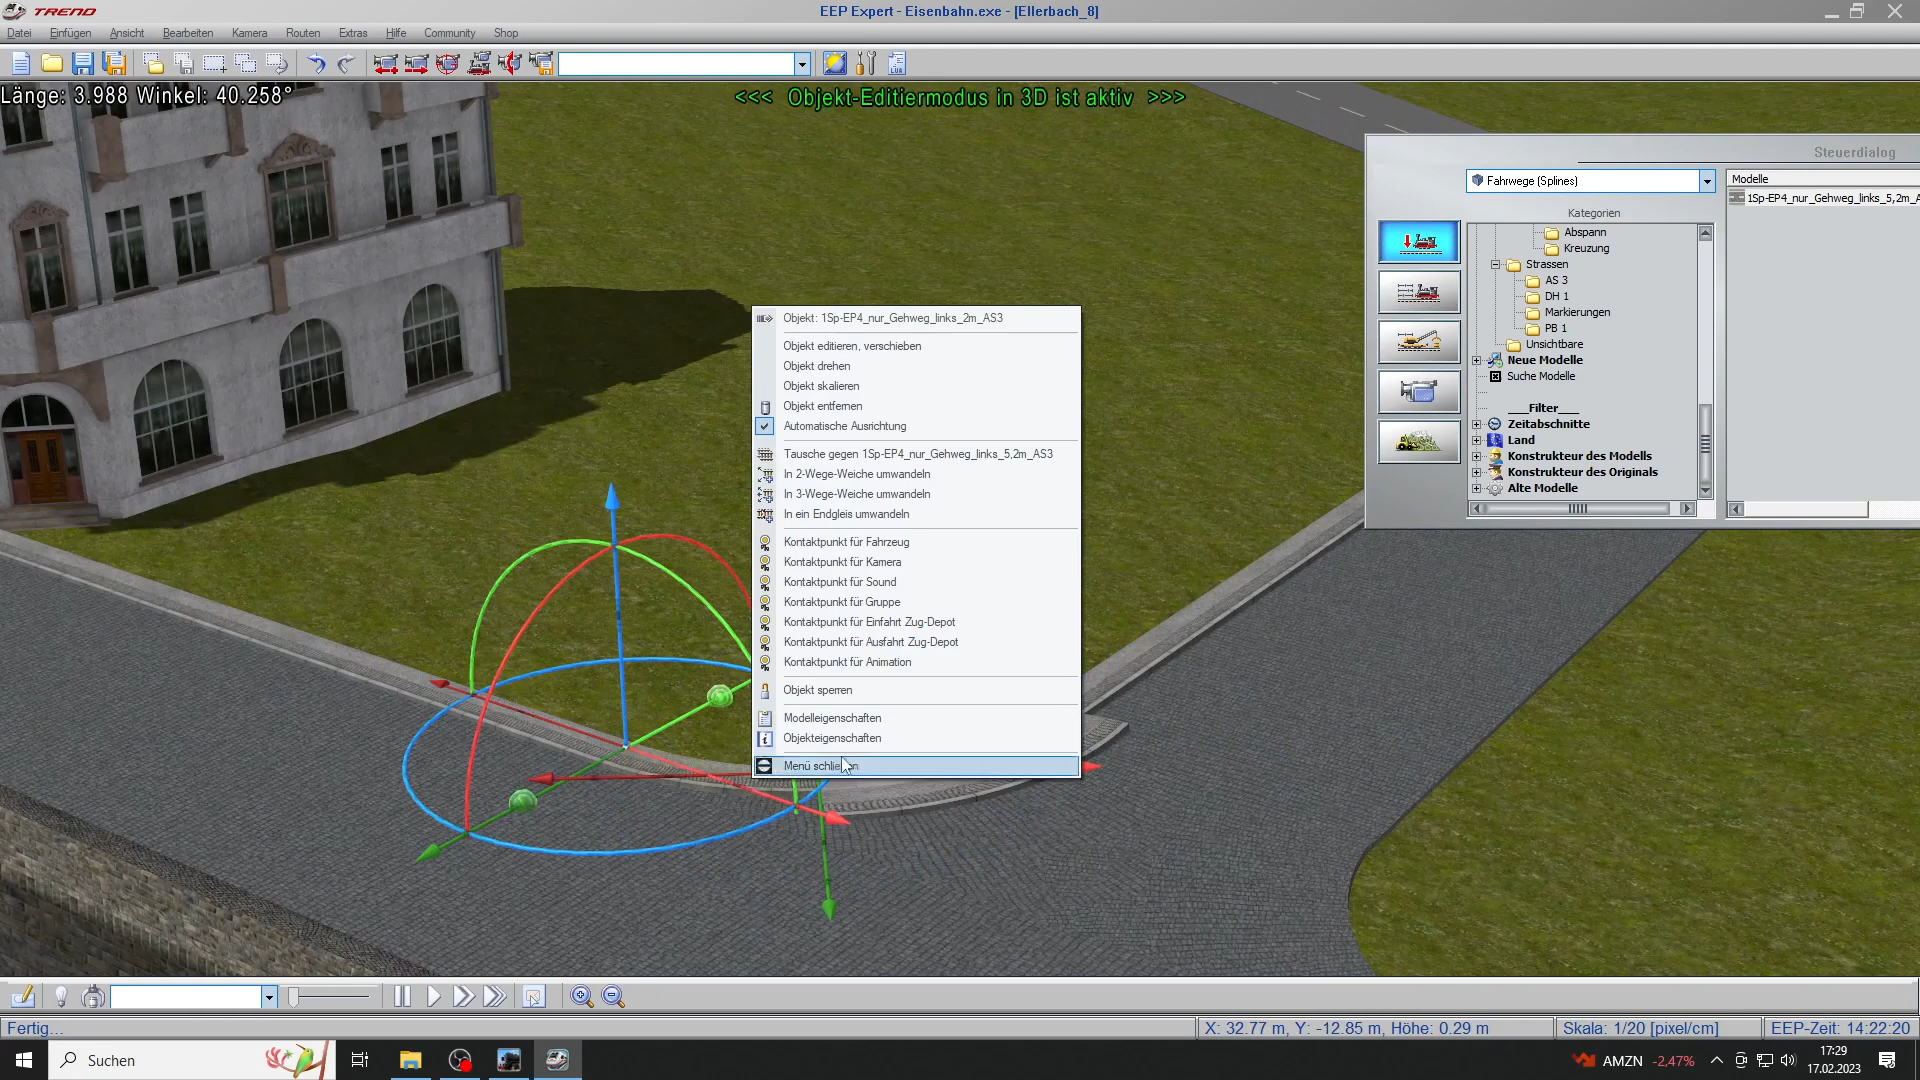 TREND
EEP Expert - Eisenbahn.exe - [Ellerbach_8]
Datei Einfügen Ansicht Bearbeiten Kamera Routen Extras Hilfe Community Shop
LUA
Länge: 3.988 Winkel: 40.258°
<<< Objekt-Editiermodus in 3D ist aktiv >>>
Steuerdialog
Fahrwege (Splines)
Modelle
1Sp-EP4_nur_Gehweg_links_5,2m_A
Kategorien
Abspann
Kreuzung
Strassen
AS 3
DH 1
Markierungen
PB 1
Unsichtbare
Neue Modelle
Suche Modelle
___Filter___
Zeitabschnitte
Land
Konstrukteur des Modells
Konstrukteur des Originals
Alte Modelle
Objekt: 1Sp-EP4_nur_Gehweg_links_2m_AS3
Objekt editieren, verschieben
Objekt drehen
Objekt skalieren
Objekt entfernen
Automatische Ausrichtung
Tausche gegen 1Sp-EP4_nur_Gehweg_links_5,2m_AS3
In 2-Wege-Weiche umwandeln
In 3-Wege-Weiche umwandeln
In ein Endgleis umwandeln
Kontaktpunkt für Fahrzeug
Kontaktpunkt für Kamera
Kontaktpunkt für Sound
Kontaktpunkt für Gruppe
Kontaktpunkt für Einfahrt Zug-Depot
Kontaktpunkt für Ausfahrt Zug-Depot
Kontaktpunkt für Animation
Objekt sperren
Modelleigenschaften
Objekteigenschaften
Menü schließen
Fertig...
X: 32.77 m, Y: -12.85 m, Höhe: 0.29 m
Skala: 1/20 [pixel/cm]
EEP-Zeit: 14:22:20
Suchen
AMZN -2,47%
17:29
17.02.2023